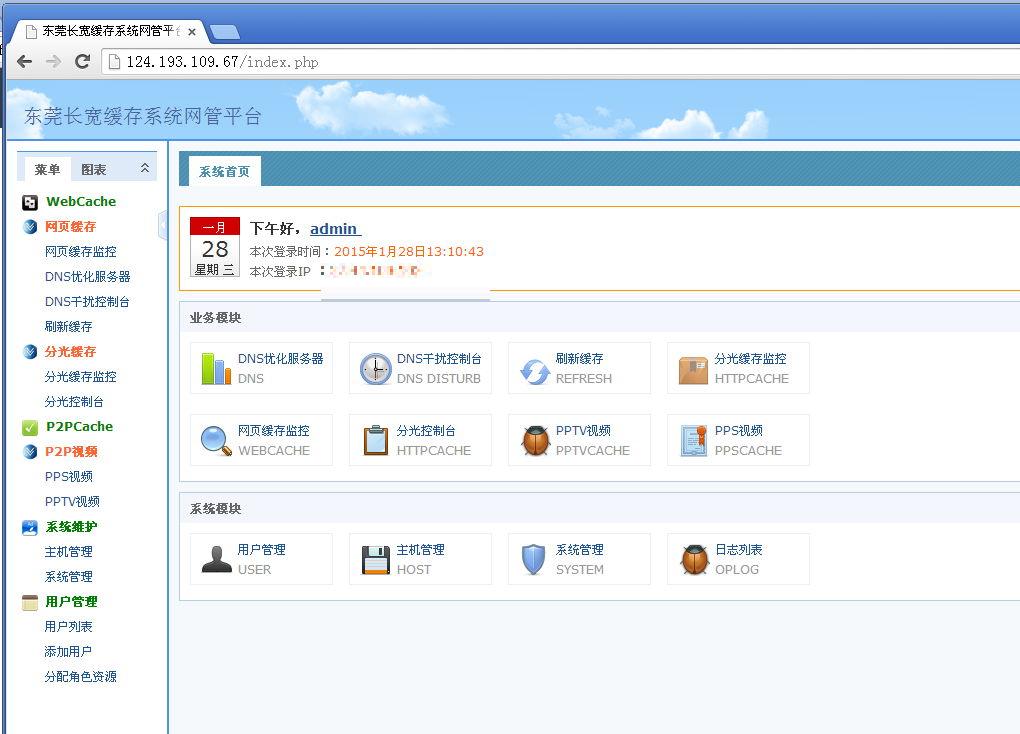 东莞长宽缓存系统网管平
124.193.109.67/index.php
东莞长宽缓存系统网管平台
菜单 图表
系统首页
WebCache
网页缓存
网页缓存监控
DNS优化服务器
DNS干扰控制台
刷新缓存
分光缓存
分光缓存监控
分光控制台
P2PCache
P2P视频
PPS视频
PPTV视频
系统维护
主机管理
系统管理
用户管理
用户列表
添加用户
分配角色资源
一月
28
星期 三
下午好，admin
本次登录时间：2015年1月28日13:10:43
本次登录IP ：
业务模块
DNS优化服务器
DNS
DNS干扰控制台
DNS DISTURB
刷新缓存
REFRESH
分光缓存监控
HTTPCACHE
网页缓存监控
WEBCACHE
分光控制台
HTTPCACHE
PPTV视频
PPTVCACHE
PPS视频
PPSCACHE
系统模块
用户管理
USER
主机管理
HOST
系统管理
SYSTEM
日志列表
OPLOG